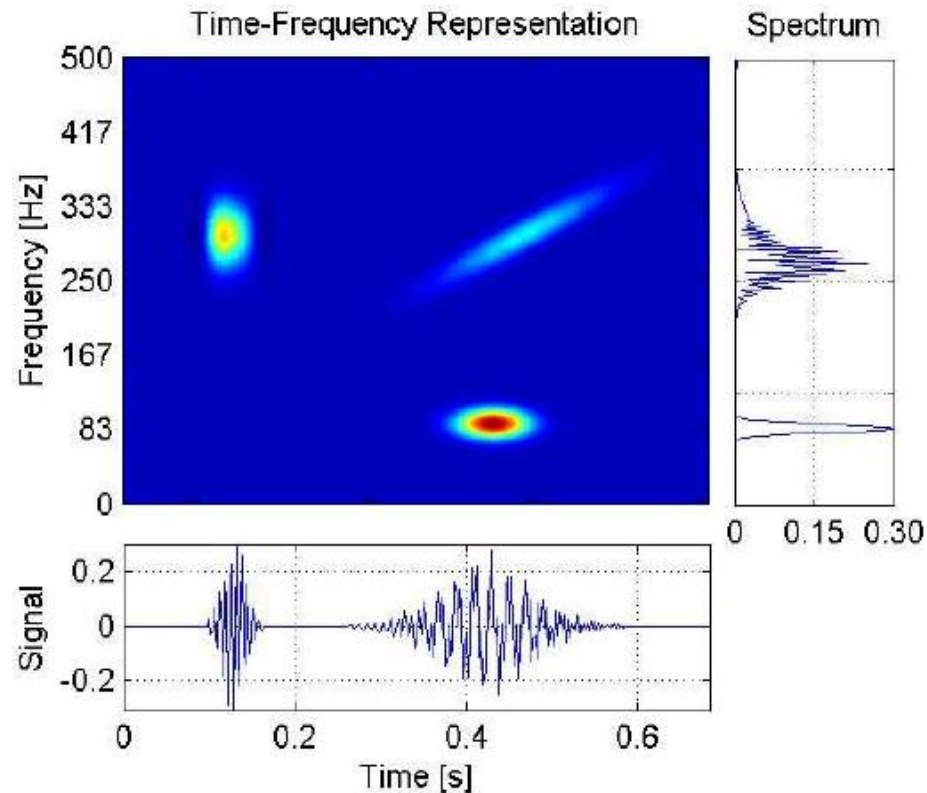 Time-Frequency Representation
Spectrum
500
417
333
250
167
83
0
Frequency [Hz]
0 0.15 0.30
0.2
0
-0.2
Signal
0 0.2 0.4 0.6
Time [s]